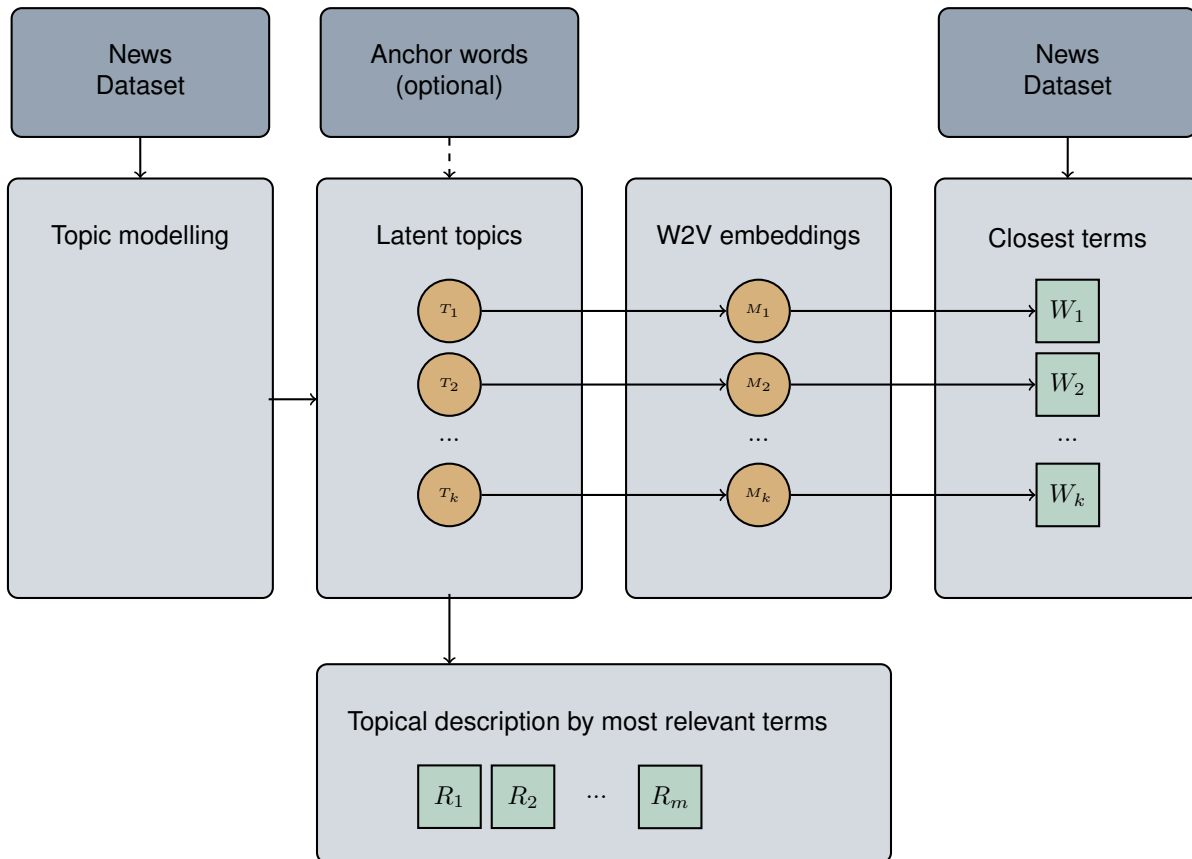 News
Dataset
Anchor words
(optional)
News
Dataset
Topic modelling
Latent topics
W2V embeddings
Closest terms
T₁
M₁
W₁
T₂
M₂
W₂
...
...
...
Tₖ
Mₖ
Wₖ
Topical description by most relevant terms
R₁
R₂
...
Rₘ